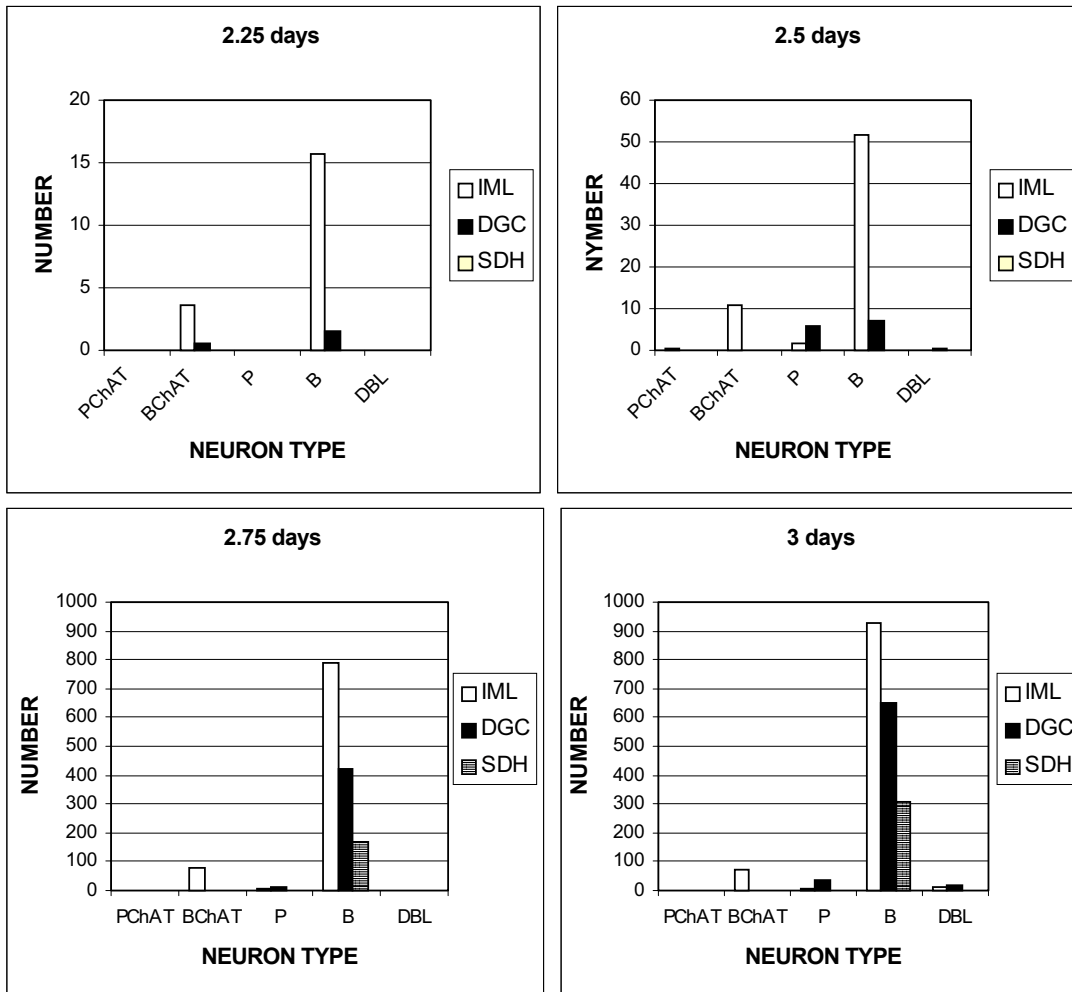 2.25 days
20
15
10
5
0
NUMBER
PChAT
BChAT
P
B
DBL
NEURON TYPE
IML
DGC
SDH
2.5 days
60
50
40
30
20
10
0
NYMBER
PChAT
BChAT
P
B
DBL
NEURON TYPE
IML
DGC
SDH
2.75 days
1000
900
800
700
600
500
400
300
200
100
0
NUMBER
PChAT BChAT P B DBL
NEURON TYPE
IML
DGC
SDH
3 days
1000
900
800
700
600
500
400
300
200
100
0
NUMBER
PChAT BChAT P B DBL
NEURON TYPE
IML
DGC
SDH